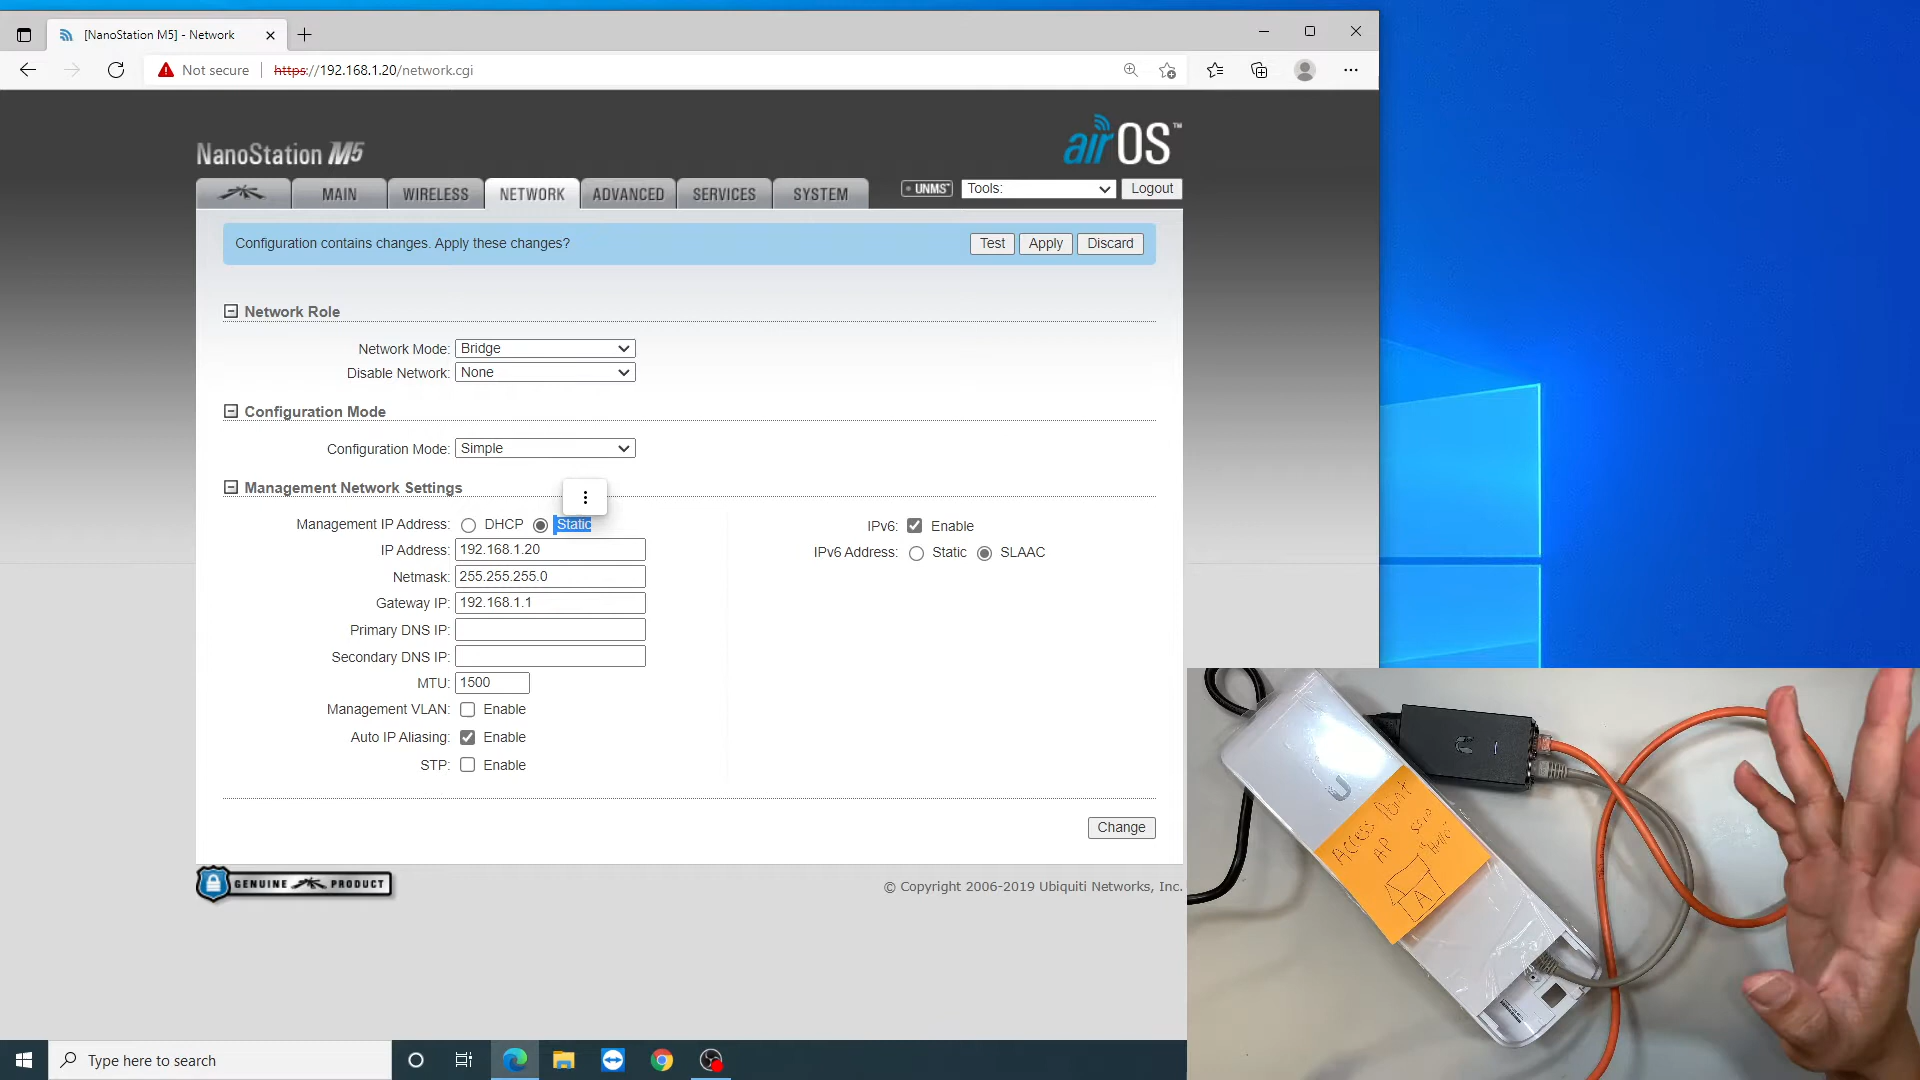 [NanoStation M5] - Network
Not secure
https://192.168.1.20/network.cgi
NanoStation M5
airOS™
MAIN
WIRELESS
NETWORK
ADVANCED
SERVICES
SYSTEM
UNMS™
Tools:
Logout
Configuration contains changes. Apply these changes?
Test
Apply
Discard
Network Role
Network Mode: Bridge
Disable Network: None
Configuration Mode
Configuration Mode: Simple
Management Network Settings
Management IP Address: DHCP Static
IP Address: 192.168.1.20
Netmask: 255.255.255.0
Gateway IP: 192.168.1.1
Primary DNS IP:
Secondary DNS IP:
MTU: 1500
Management VLAN: Enable
Auto IP Aliasing: Enable
STP: Enable
IPv6: Enable
IPv6 Address: Static SLAAC
Change
GENUINE PRODUCT
© Copyright 2006-2019 Ubiquiti Networks, Inc.
Access Point
AP
A
Type here to search